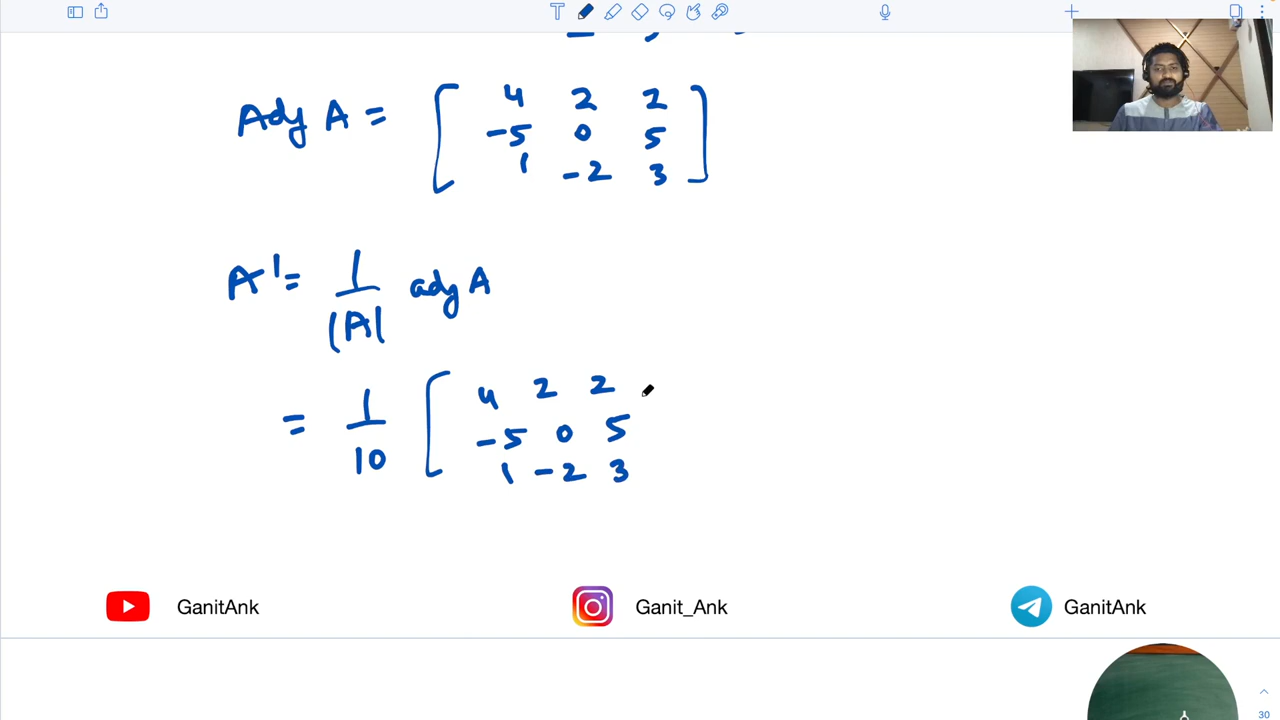 Adj A = [ 4 2 2
-5 0 5
1 -2 3 ]
A⁻¹ = 1/|A| adj A
= 1/10 [ 4 2 2
-5 0 5
1 -2 3
GanitAnk Ganit_Ank GanitAnk
30